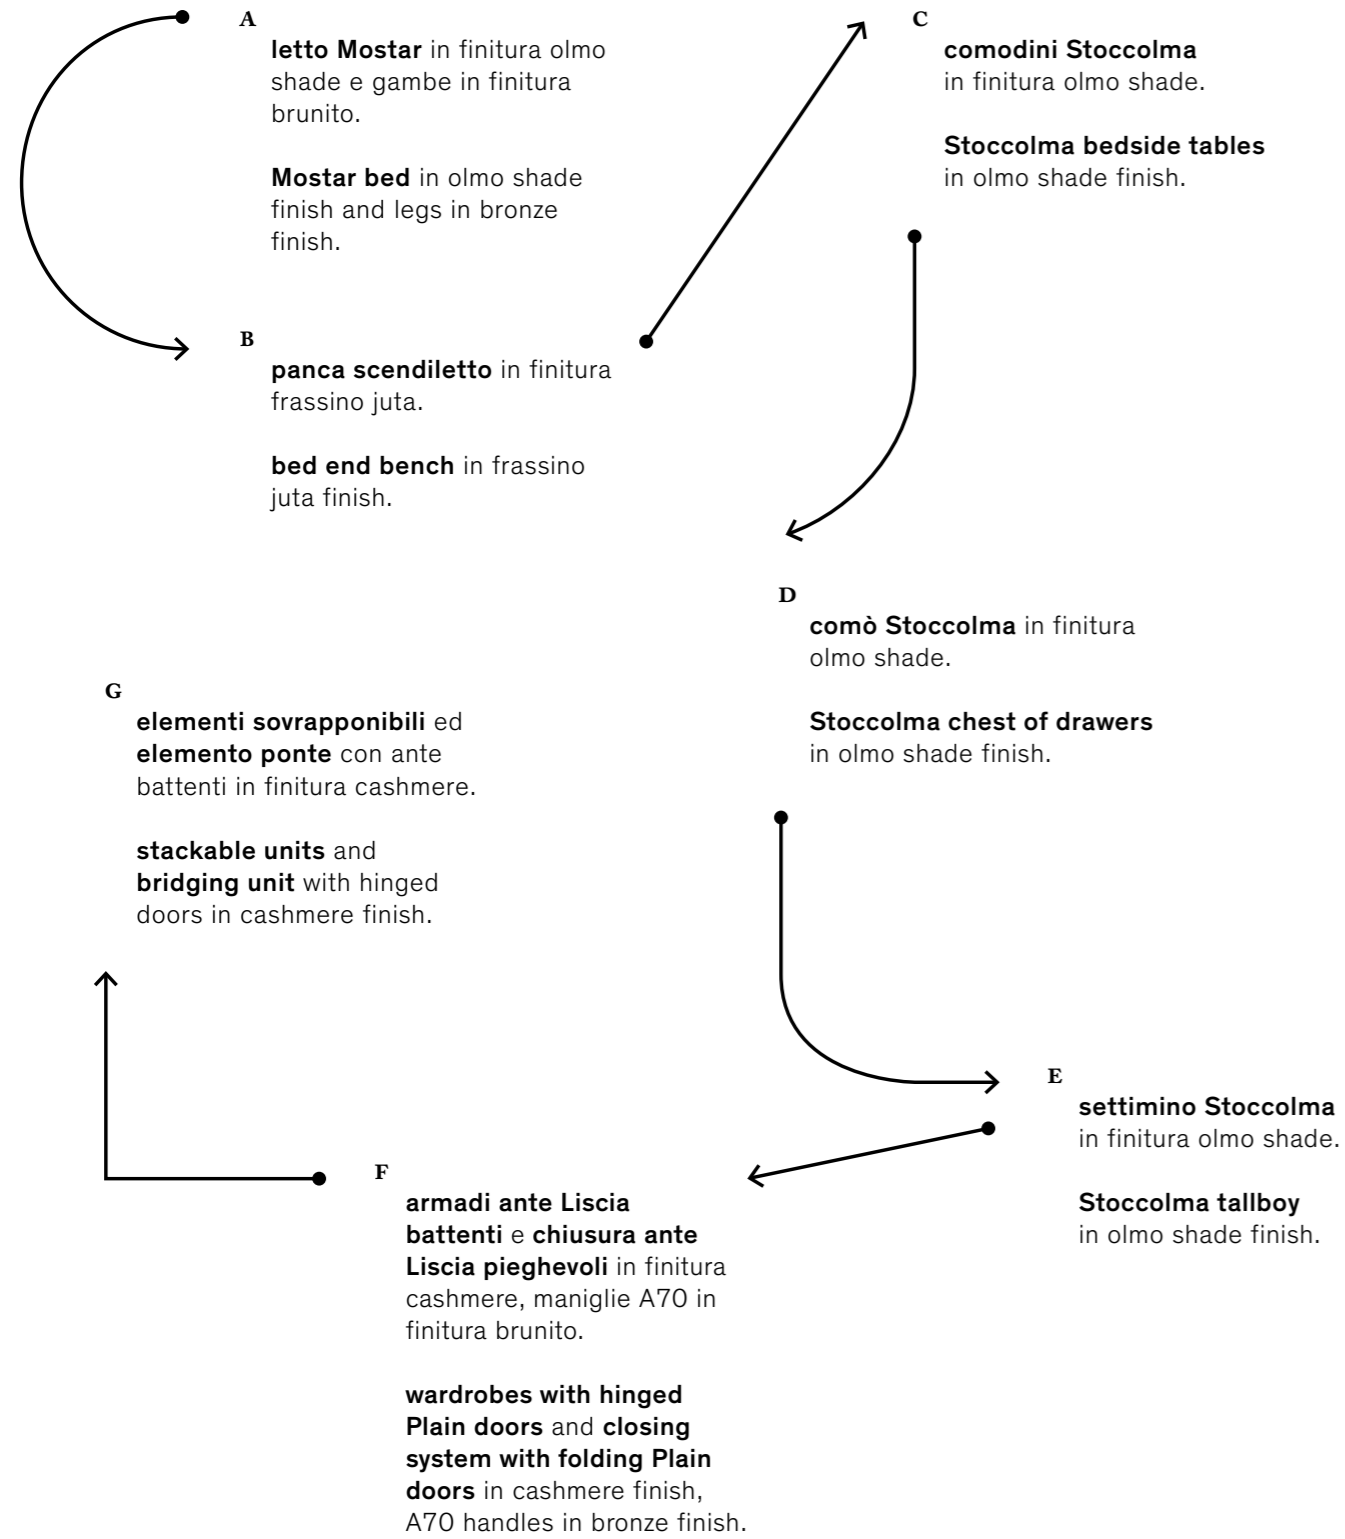 A
letto Mostar in finitura olmo
shade e gambe in finitura
brunito.
Mostar bed in olmo shade
finish and legs in bronze
finish.
B
panca scendiletto in finitura
frassino juta.
bed end bench in frassino
juta finish.
C
comodini Stoccolma
in finitura olmo shade.
Stoccolma bedside tables
in olmo shade finish.
D
comò Stoccolma in finitura
olmo shade.
Stoccolma chest of drawers
in olmo shade finish.
E
settimino Stoccolma
in finitura olmo shade.
Stoccolma tallboy
in olmo shade finish.
F
armadi ante Liscia
battenti e chiusura ante
Liscia pieghevoli in finitura
cashmere, maniglie A70 in
finitura brunito.
wardrobes with hinged
Plain doors and closing
system with folding Plain
doors in cashmere finish,
A70 handles in bronze finish.
G
elementi sovrapponibili ed
elemento ponte con ante
battenti in finitura cashmere.
stackable units and
bridging unit with hinged
doors in cashmere finish.